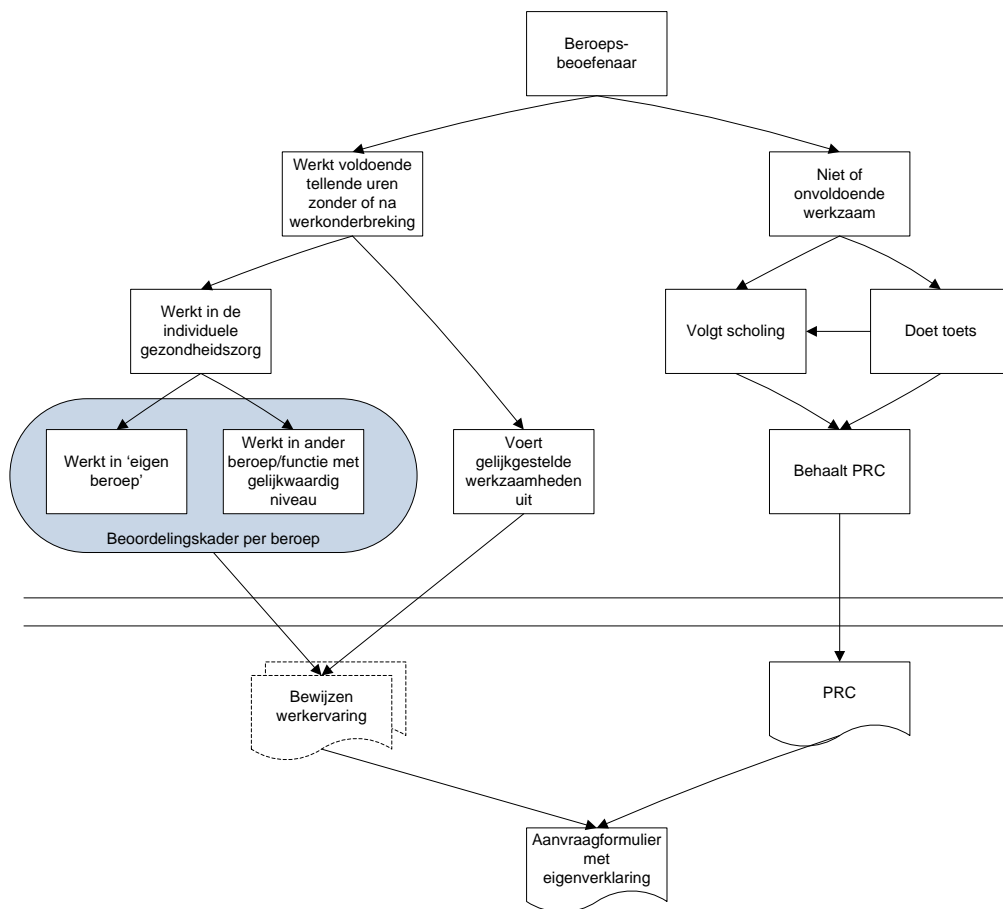 Beroeps-
beoefenaar
Werkt voldoende
tellende uren
zonder of na
werkonderbreking
Niet of
onvoldoende
werkzaam
Werkt in de
individuele
gezondheidszorg
Volgt scholing
Doet toets
Werkt in ‘eigen
beroep’
Werkt in ander
beroep/functie met
gelijkwaardig
niveau
Voert
gelijkgestelde
werkzaamheden
uit
Behaalt PRC
Beoordelingskader per beroep
Bewijzen
werkervaring
PRC
Aanvraagformulier
met
eigenverklaring